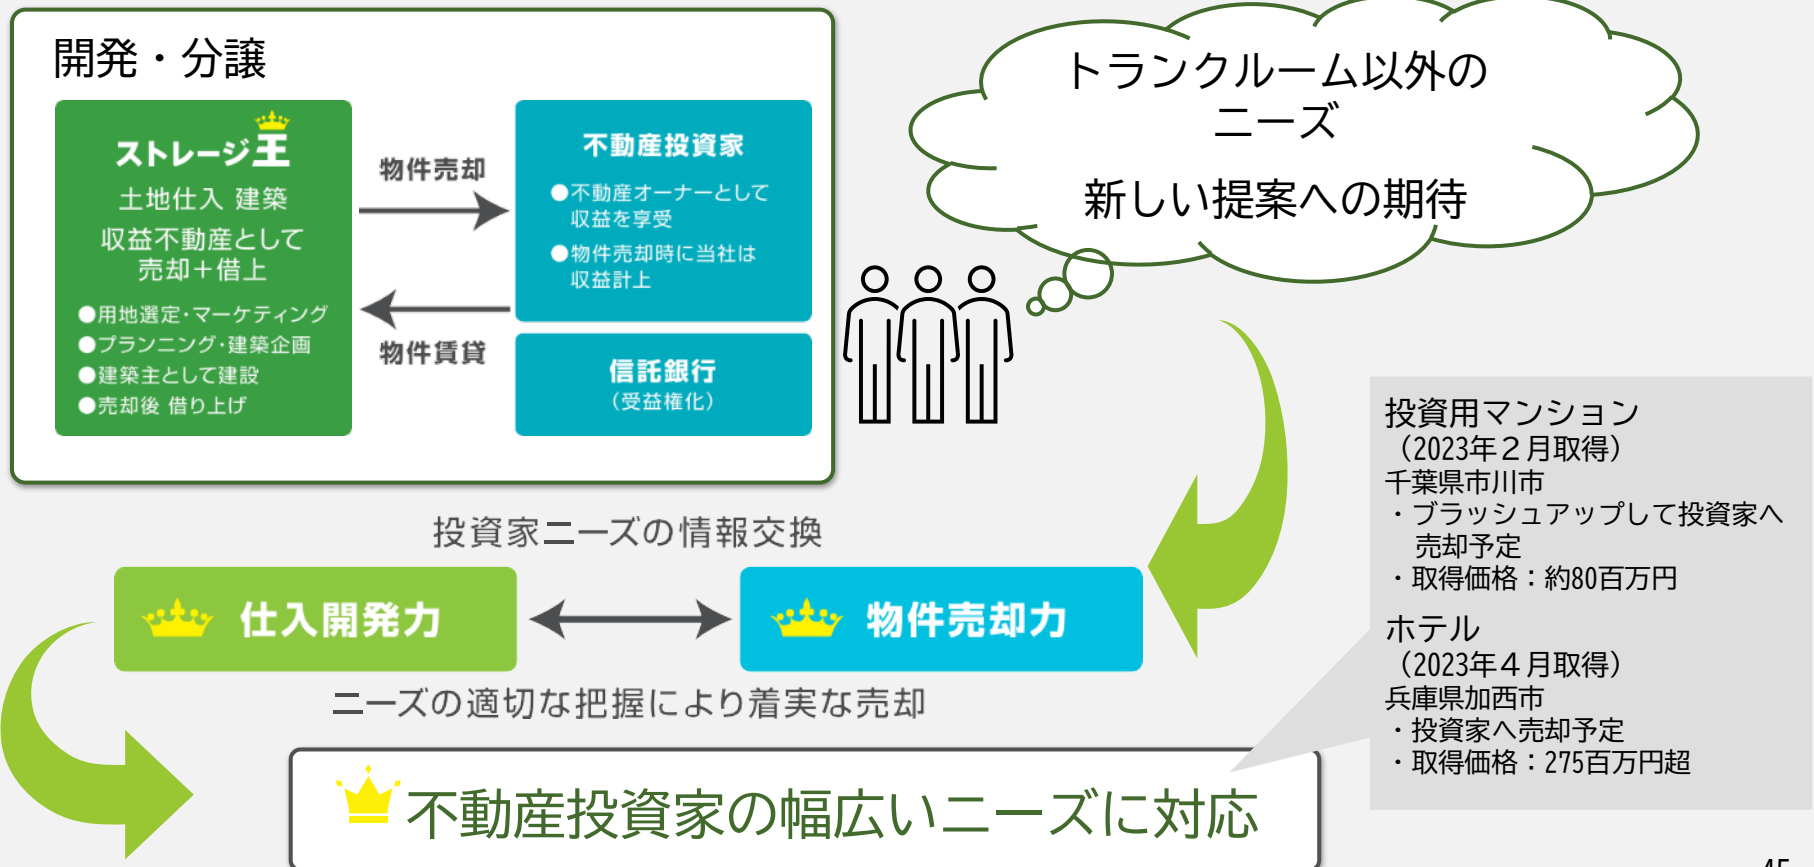 開発・分譲
ストレージ王
土地仕入 建築
収益不動産として
売却＋借上
●用地選定・マーケティング
●プランニング・建築企画
●建築主として建設
●売却後 借り上げ
物件売却
物件賃貸
不動産投資家
●不動産オーナーとして
収益を享受
●物件売却時に当社は
収益計上
信託銀行
（受益権化）
トランクルーム以外の
ニーズ
新しい提案への期待
投資家ニーズの情報交換
仕入開発力
物件売却力
ニーズの適切な把握により着実な売却
不動産投資家の幅広いニーズに対応
投資用マンション
（2023年２月取得）
千葉県市川市
・ブラッシュアップして投資家へ
売却予定
・取得価格：約80百万円
ホテル
（2023年４月取得）
兵庫県加西市
・投資家へ売却予定
・取得価格：275百万円超